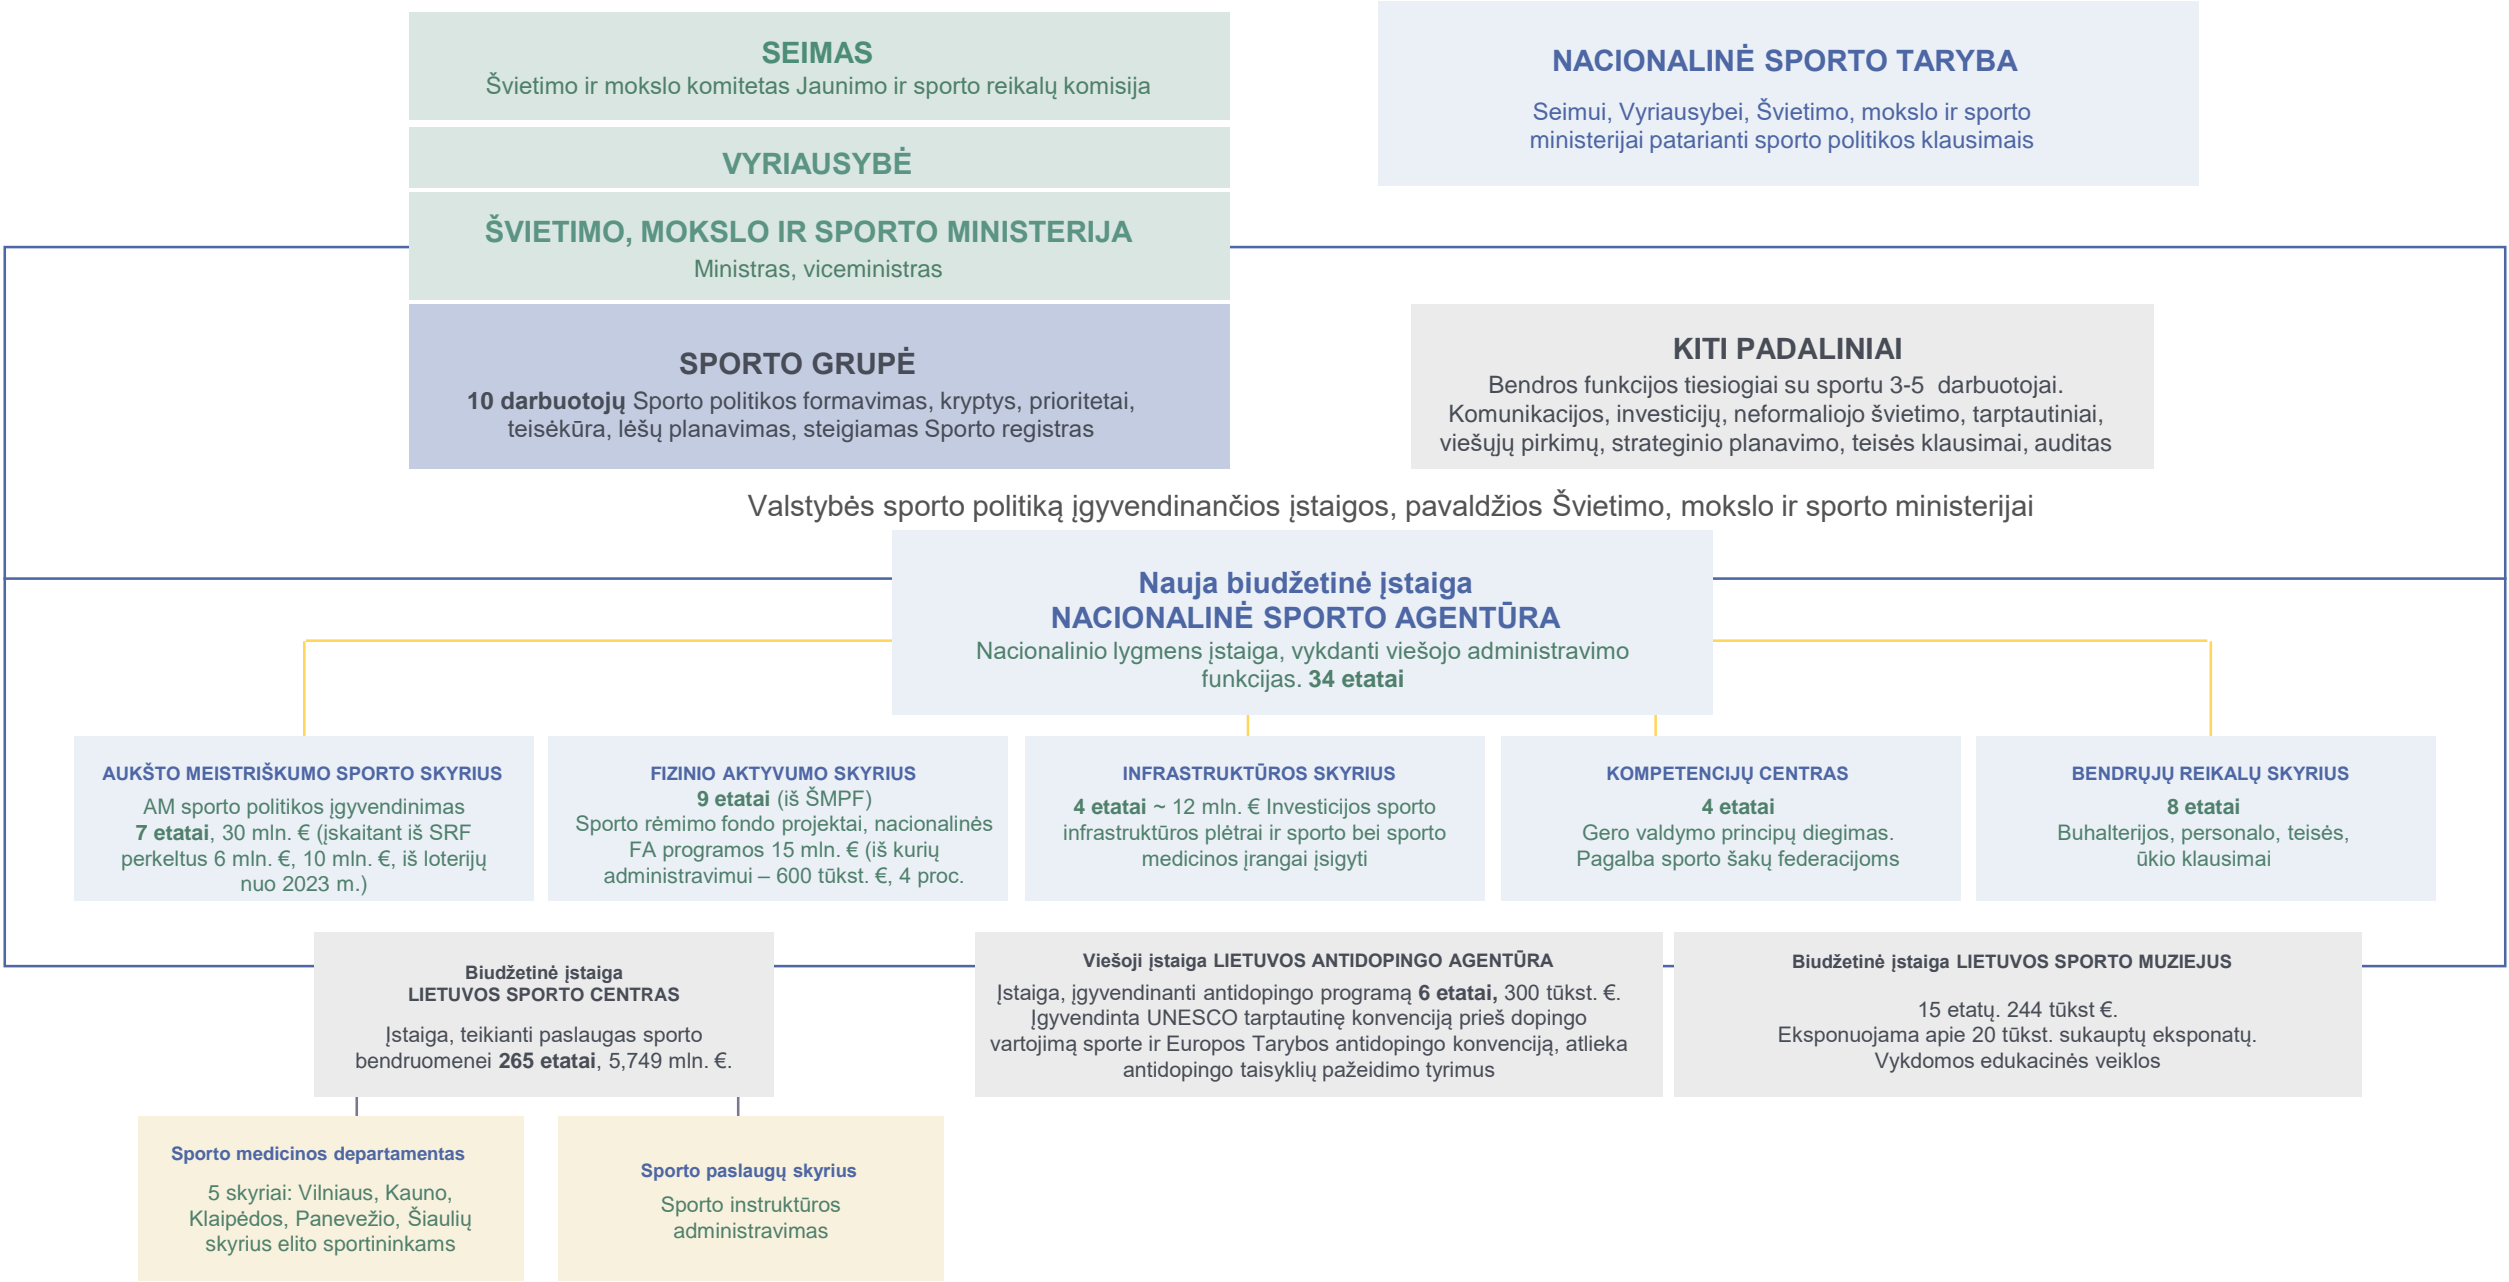 SEIMAS
Švietimo ir mokslo komitetas Jaunimo ir sporto reikalų komisija
NACIONALINĖ SPORTO TARYBA
Seimui, Vyriausybei, Švietimo, mokslo ir sporto
ministerijai patarianti sporto politikos klausimais
VYRIAUSYBĖ
ŠVIETIMO, MOKSLO IR SPORTO MINISTERIJA
Ministras, viceministras
SPORTO GRUPĖ
10 darbuotojų Sporto politikos formavimas, kryptys, prioritetai,
teisėkūra, lėšų planavimas, steigiamas Sporto registras
KITI PADALINIAI
Bendros funkcijos tiesiogiai su sportu 3-5 darbuotojai.
Komunikacijos, investicijų, neformaliojo švietimo, tarptautiniai,
viešųjų pirkimų, strateginio planavimo, teisės klausimai, auditas
Valstybės sporto politiką įgyvendinančios įstaigos, pavaldžios Švietimo, mokslo ir sporto ministerijai
Nauja biudžetinė įstaiga
NACIONALINĖ SPORTO AGENTŪRA
Nacionalinio lygmens įstaiga, vykdanti viešojo administravimo
funkcijas. 34 etatai
AUKŠTO MEISTRIŠKUMO SPORTO SKYRIUS
AM sporto politikos įgyvendinimas
7 etatai, 30 mln. € (įskaitant iš SRF
perkeltus 6 mln. €, 10 mln. €, iš loterijų
nuo 2023 m.)
FIZINIO AKTYVUMO SKYRIUS
9 etatai (iš ŠMPF)
Sporto rėmimo fondo projektai, nacionalinės
FA programos 15 mln. € (iš kurių
administravimui – 600 tūkst. €, 4 proc.
INFRASTRUKTŪROS SKYRIUS
4 etatai ~ 12 mln. € Investicijos sporto
infrastruktūros plėtrai ir sporto bei sporto
medicinos įrangai įsigyti
KOMPETENCIJŲ CENTRAS
4 etatai
Gero valdymo principų diegimas.
Pagalba sporto šakų federacijoms
BENDRŲJŲ REIKALŲ SKYRIUS
8 etatai
Buhalterijos, personalo, teisės,
ūkio klausimai
Biudžetinė įstaiga
LIETUVOS SPORTO CENTRAS
Įstaiga, teikianti paslaugas sporto
bendruomenei 265 etatai, 5,749 mln. €.
Viešoji įstaiga LIETUVOS ANTIDOPINGO AGENTŪRA
Įstaiga, įgyvendinanti antidopingo programą 6 etatai, 300 tūkst. €.
Įgyvendinta UNESCO tarptautinę konvenciją prieš dopingo
vartojimą sporte ir Europos Tarybos antidopingo konvenciją, atlieka
antidopingo taisyklių pažeidimo tyrimus
Biudžetinė įstaiga LIETUVOS SPORTO MUZIEJUS
15 etatų. 244 tūkst €.
Eksponuojama apie 20 tūkst. sukauptų eksponatų.
Vykdomos edukacinės veiklos
Sporto medicinos departamentas
5 skyriai: Vilniaus, Kauno,
Klaipėdos, Panevežio, Šiaulių
skyrius elito sportininkams
Sporto paslaugų skyrius
Sporto instruktūros
administravimas